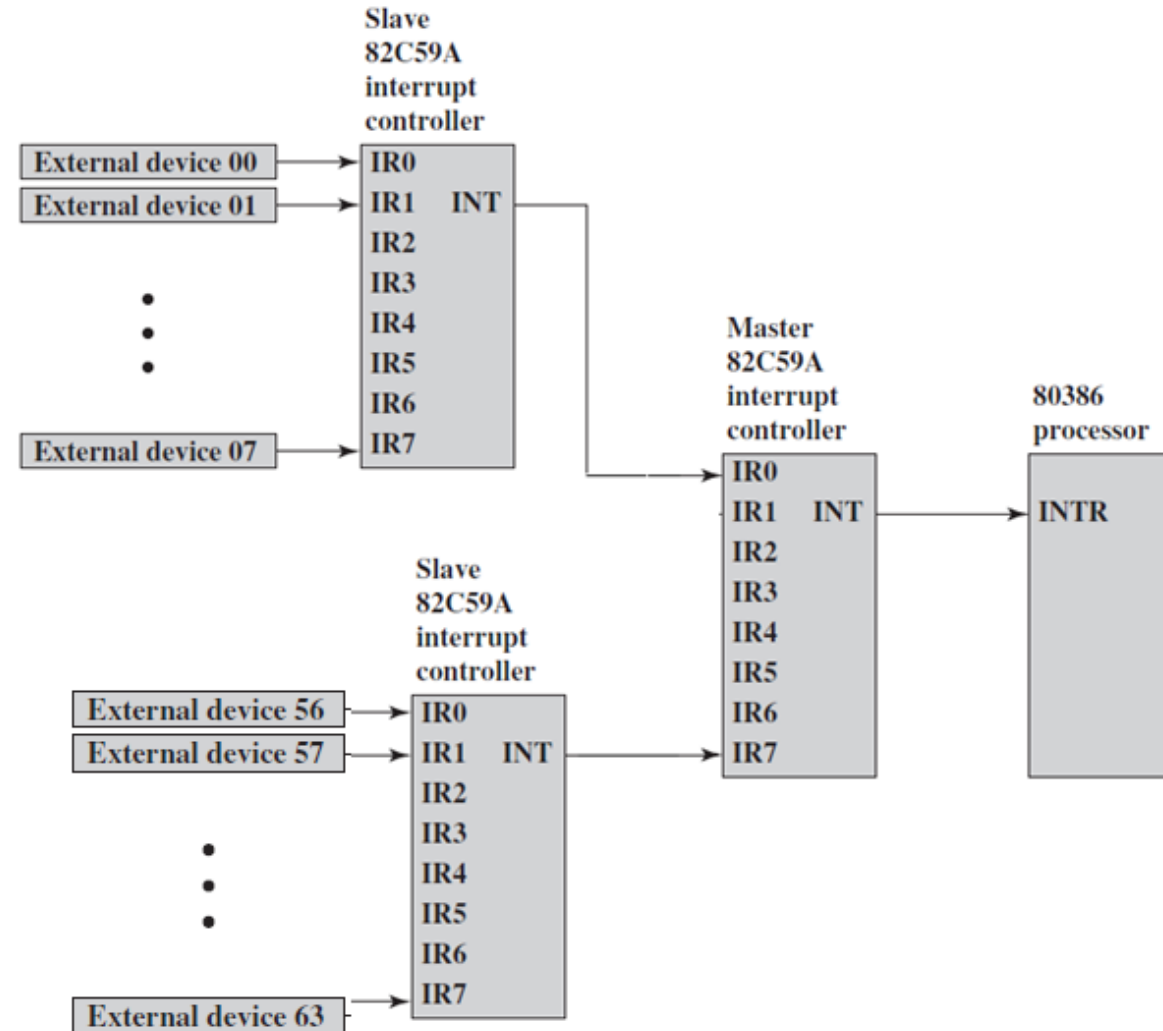 Slave
82C59A
interrupt
controller
External device 00
External device 01
External device 07
IR0
IR1 INT
IR2
IR3
IR4
IR5
IR6
IR7
Slave
82C59A
interrupt
controller
External device 56
External device 57
External device 63
IR0
IR1 INT
IR2
IR3
IR4
IR5
IR6
IR7
Master
82C59A
interrupt
controller
IR0
IR1 INT
IR2
IR3
IR4
IR5
IR6
IR7
80386
processor
INTR